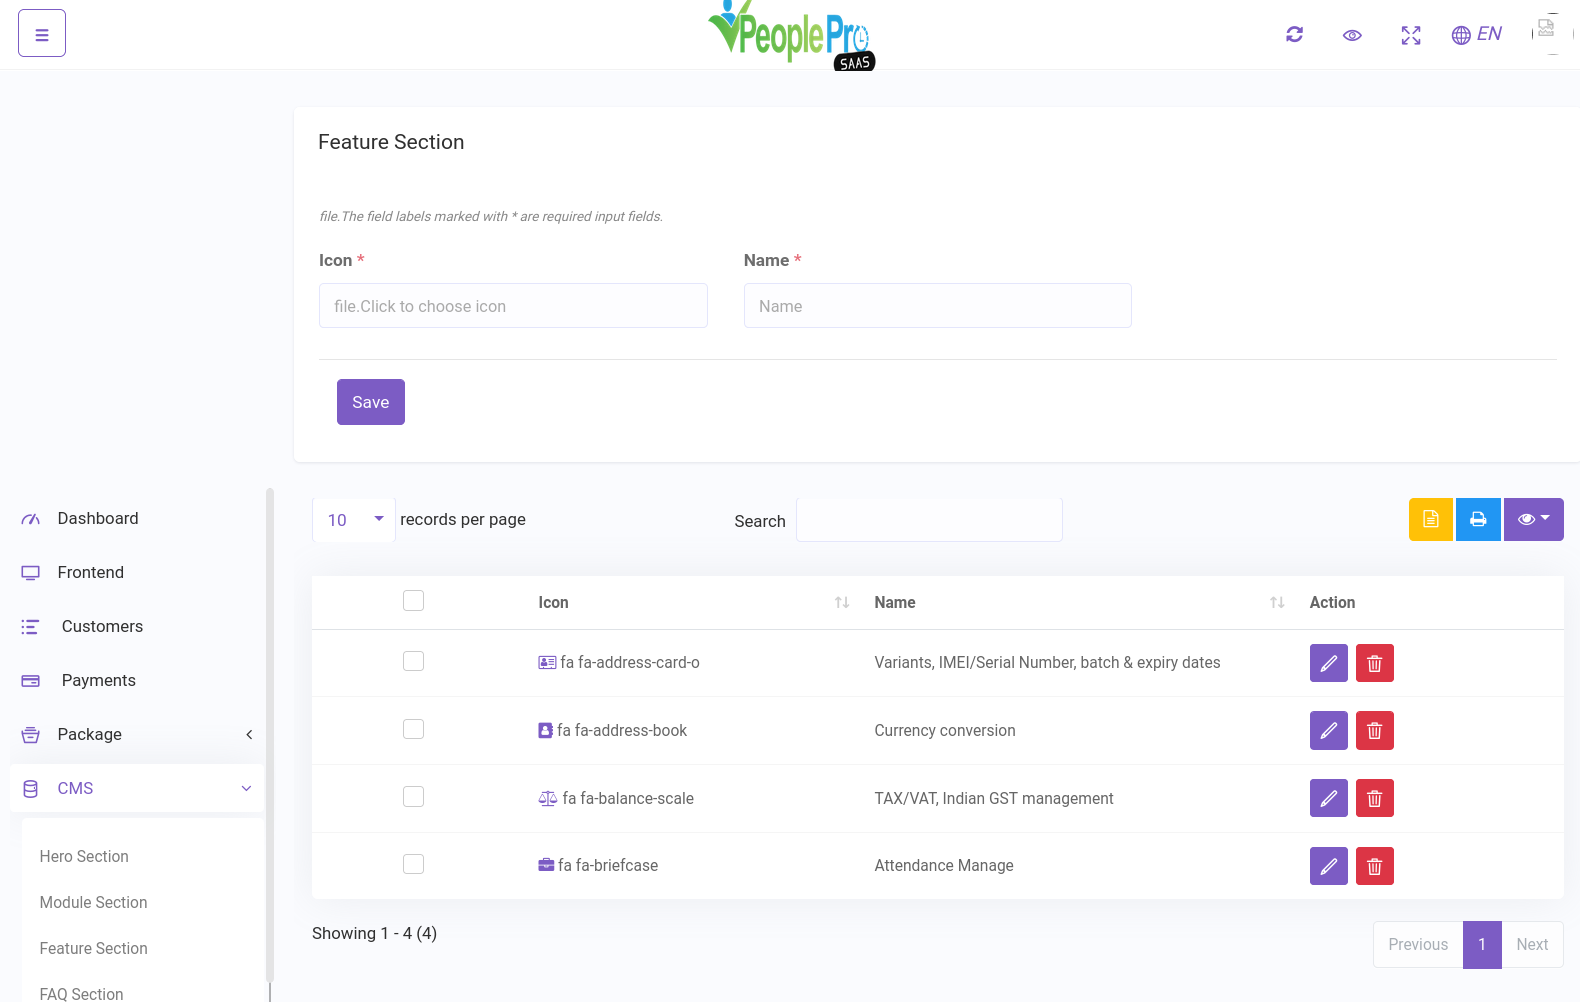 PeoplePro
SAAS
EN
Feature Section
file.The field labels marked with * are required input fields.
Icon *
Name *
file.Click to choose icon
Name
Save
Dashboard
Frontend
Customers
Payments
Package
CMS
Hero Section
Module Section
Feature Section
FAQ Section
10 records per page
Search
Icon Name Action
fa fa-address-card-o Variants, IMEI/Serial Number, batch & expiry dates
fa fa-address-book Currency conversion
fa fa-balance-scale TAX/VAT, Indian GST management
fa fa-briefcase Attendance Manage
Showing 1 - 4 (4)
Previous 1 Next